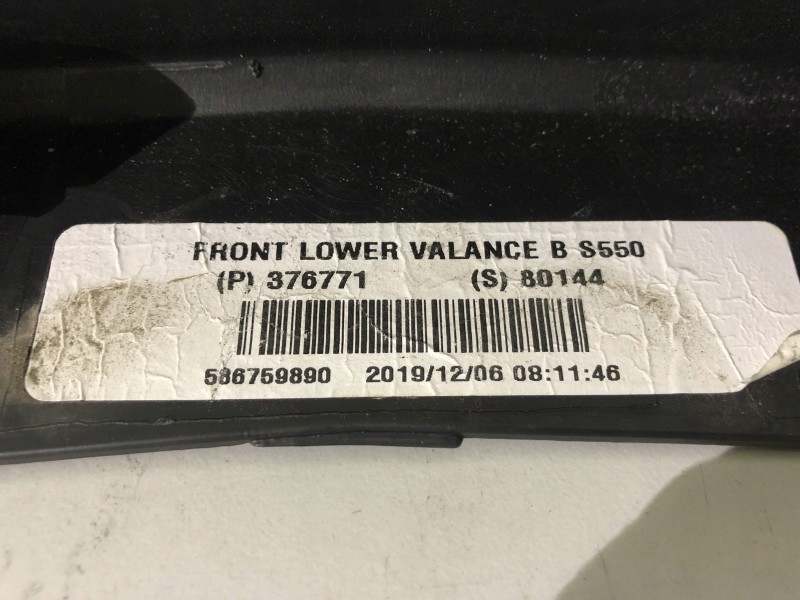 FRONT LOWER VALANCE B S550
(P) 376771 (S) 80144
586759890 2019/12/06 08:11:46